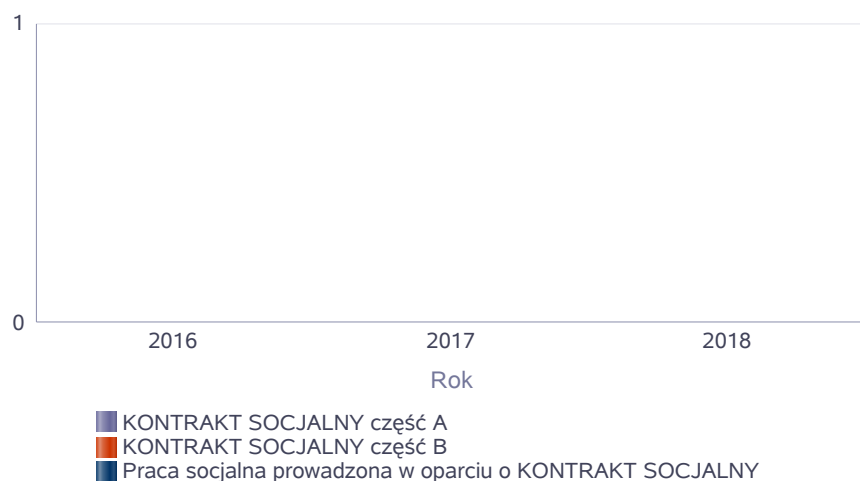 1
0
2016 2017 2018
Rok
KONTRAKT SOCJALNY część A
KONTRAKT SOCJALNY część B
Praca socjalna prowadzona w oparciu o KONTRAKT SOCJALNY